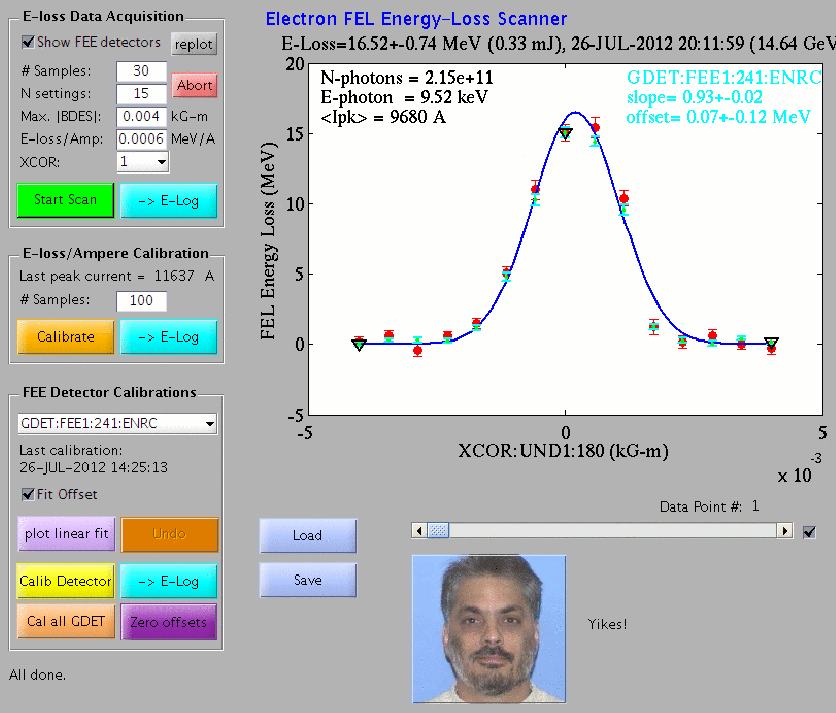 E-loss Data Acquisition
Show FEE detectors
replot
# Samples: 30
N settings: 15
Abort
Max. |BDES|: 0.004 kG-m
E-loss/Amp: 0.0006 MeV/A
XCOR: 1
Start Scan
-> E-Log
E-loss/Ampere Calibration
Last peak current = 11637 A
# Samples: 100
Calibrate
-> E-Log
FEE Detector Calibrations
GDET:FEE1:241:ENRC
Last calibration:
26-JUL-2012 14:25:13
Fit Offset
plot linear fit
Undo
Calib Detector
-> E-Log
Cal all GDET
Zero offsets
All done.
Electron FEL Energy-Loss Scanner
E-Loss=16.52+-0.74 MeV (0.33 mJ), 26-JUL-2012 20:11:59 (14.64 GeV
N-photons = 2.15e+11
E-photon = 9.52 keV
<Ipk> = 9680 A
GDET:FEE1:241:ENRC
slope= 0.93+-0.02
offset= 0.07+-0.12 MeV
FEL Energy Loss (MeV)
20
15
10
5
0
-5
-5
0
5
XCOR:UND1:180 (kG-m)
x 10
-3
Data Point #: 1
Load
Save
Yikes!